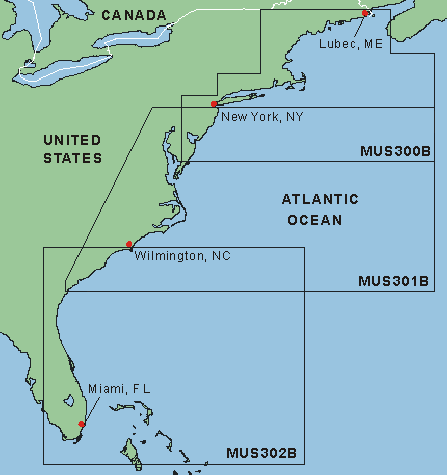 CANADA
Lubec, ME
New York, NY
UNITED
STATES
MUS300B
ATLANTIC
OCEAN
Wilmington, NC
MUS301B
Miami, FL
MUS302B